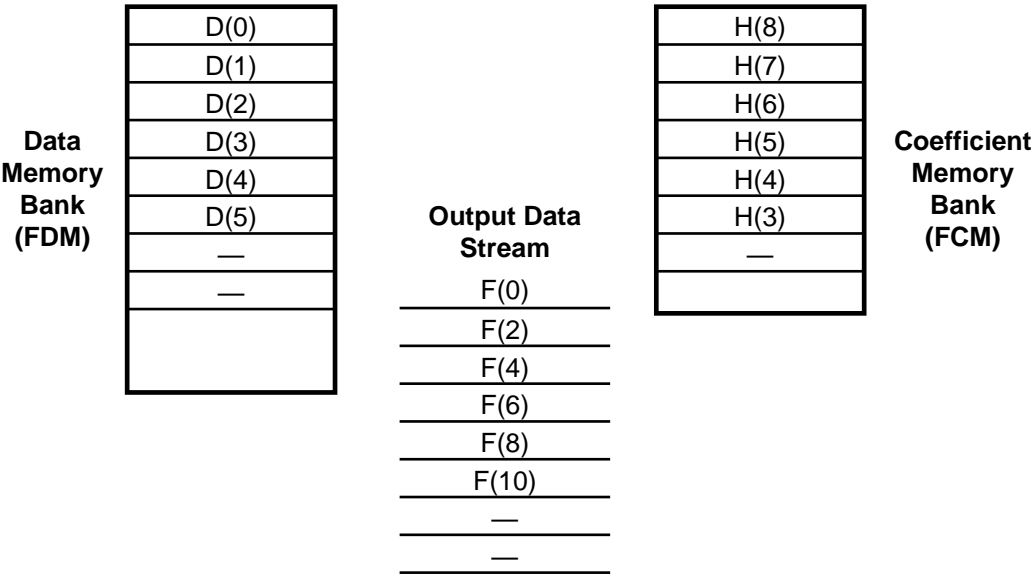 Data
Memory
Bank
(FDM)
D(0)
D(1)
D(2)
D(3)
D(4)
D(5)
—
—
Output Data
Stream
F(0)
F(2)
F(4)
F(6)
F(8)
F(10)
—
—
H(8)
H(7)
H(6)
H(5)
H(4)
H(3)
—
Coefficient
Memory
Bank
(FCM)